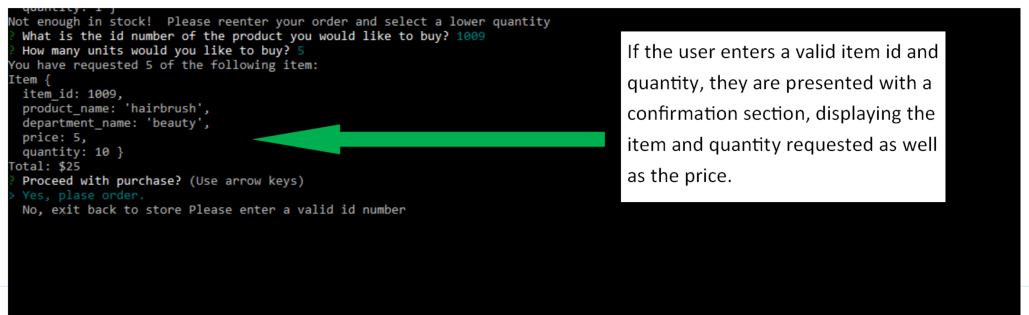 quantity: 1 }
Not enough in stock!  Please reenter your order and select a lower quantity
? What is the id number of the product you would like to buy? 1009
? How many units would you like to buy? 5
You have requested 5 of the following item:
Item {
  item_id: 1009,
  product_name: 'hairbrush',
  department_name: 'beauty',
  price: 5,
  quantity: 10 }
Total: $25
? Proceed with purchase? (Use arrow keys)
> Yes, plase order.
  No, exit back to store Please enter a valid id number
If the user enters a valid item id and
quantity, they are presented with a
confirmation section, displaying the
item and quantity requested as well
as the price.